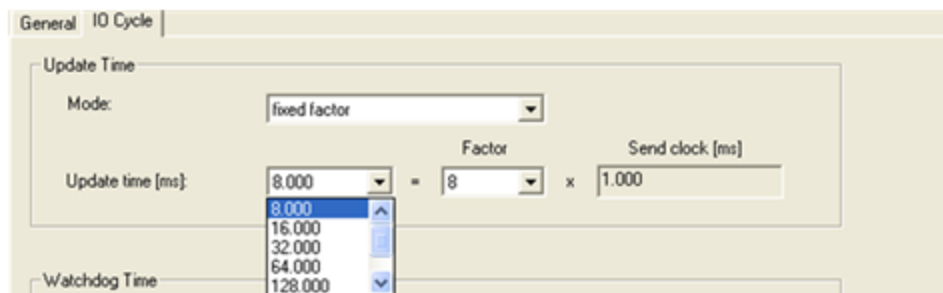 General IO Cycle
Update Time
Mode: fixed factor
Factor Send clock [ms]
Update time [ms]: 8.000 = 8 x 1.000
8.000
16.000
32.000
64.000
128.000
Watchdog Time